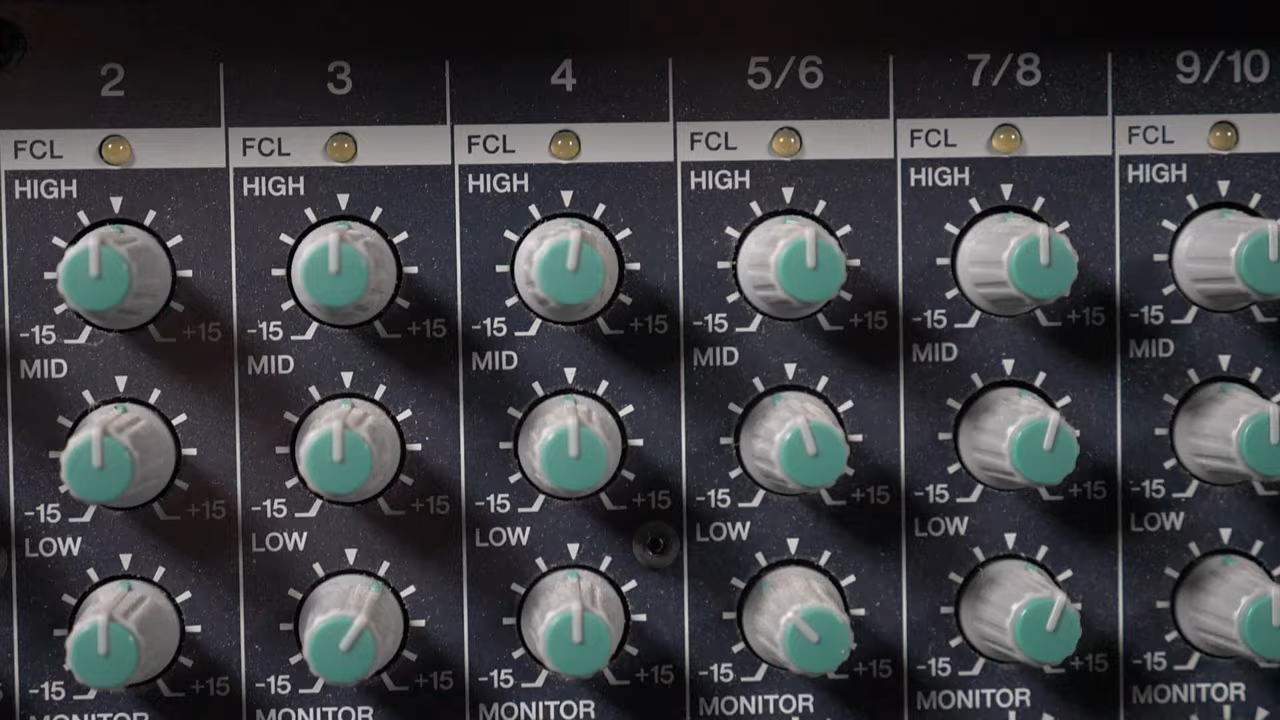 2 3 4 5/6 7/8 9/10
FCL FCL FCL FCL FCL FCL
HIGH HIGH HIGH HIGH HIGH HIGH
-15 +15 -15 +15 -15 +15 -15 +15 -15 +15 -15
MID MID MID MID MID MID
-15 +15 -15 +15 -15 +15 -15 +15 -15 +15 -15
LOW LOW LOW LOW LOW LOW
-15 +15 -15 +15 -15 +15 -15 +15 -15 +15 -15
MONITOR MONITOR MONITOR MONITOR MONITOR MONITOR